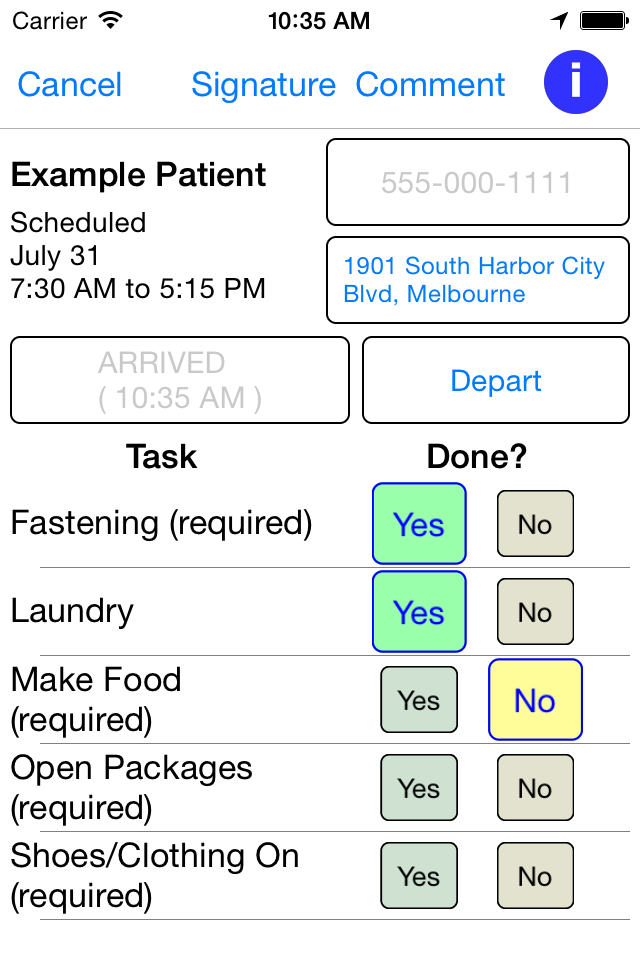 Carrier 10:35 AM
Cancel Signature Comment i
Example Patient
555-000-1111
Scheduled
July 31
7:30 AM to 5:15 PM
1901 South Harbor City
Blvd, Melbourne
ARRIVED
( 10:35 AM )
Depart
Task Done?
Fastening (required) Yes No
Laundry Yes No
Make Food
(required) Yes No
Open Packages
(required) Yes No
Shoes/Clothing On
(required) Yes No